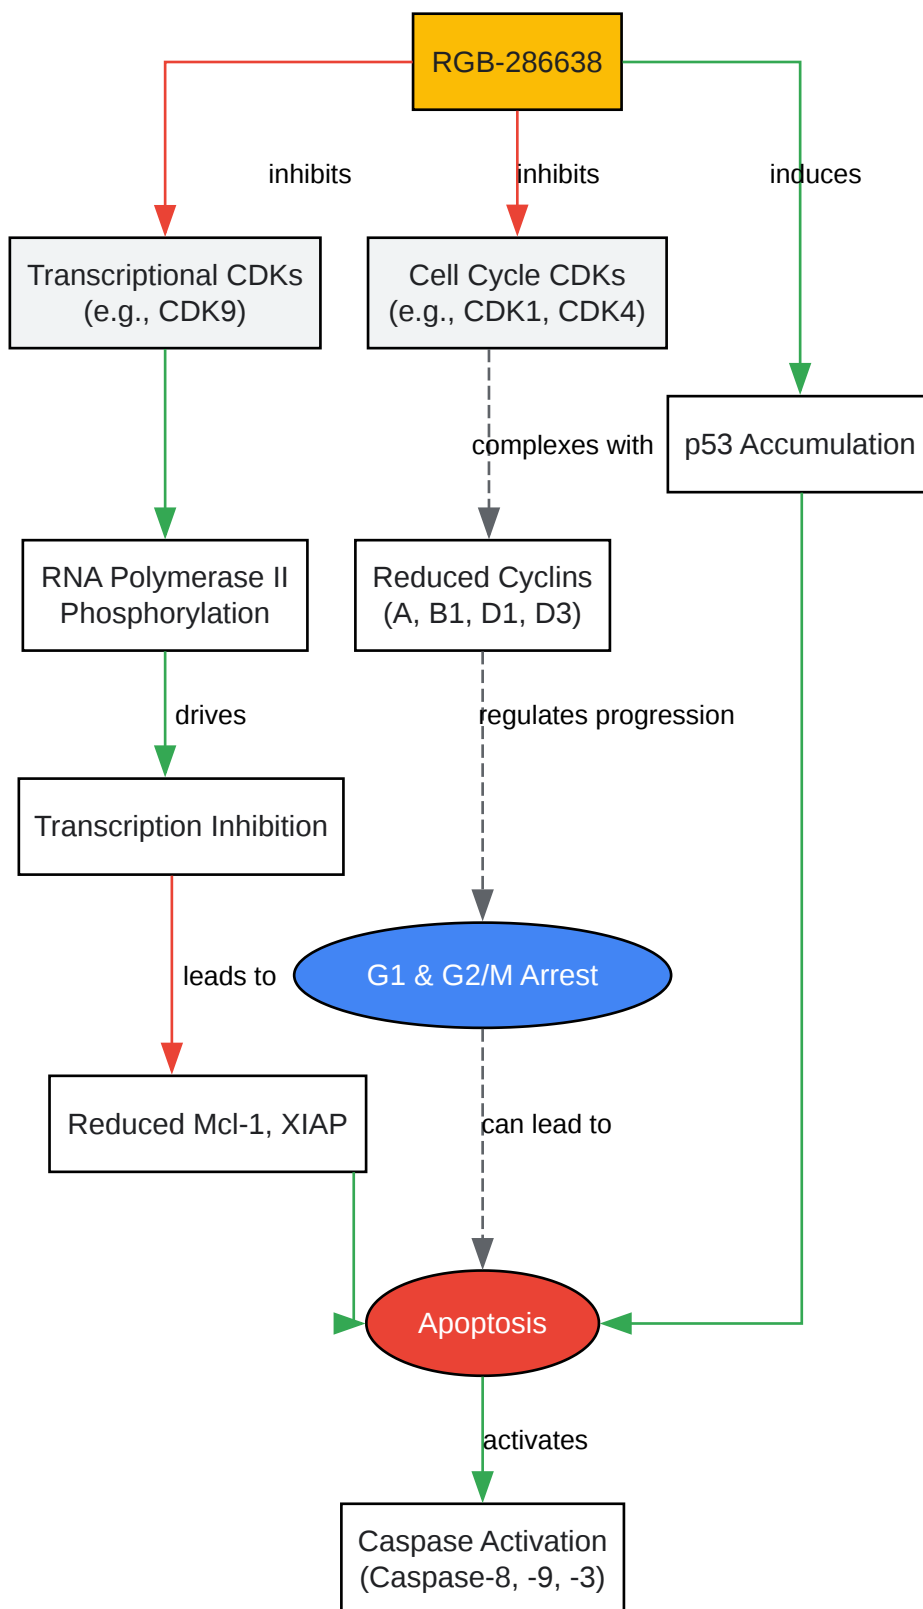 RGB-286638
inhibits
inhibits
induces
Transcriptional CDKs
(e.g., CDK9)
Cell Cycle CDKs
(e.g., CDK1, CDK4)
complexes with
p53 Accumulation
RNA Polymerase II
Phosphorylation
Reduced Cyclins
(A, B1, D1, D3)
drives
regulates progression
Transcription Inhibition
leads to
G1 & G2/M Arrest
Reduced Mcl-1, XIAP
can lead to
Apoptosis
activates
Caspase Activation
(Caspase-8, -9, -3)